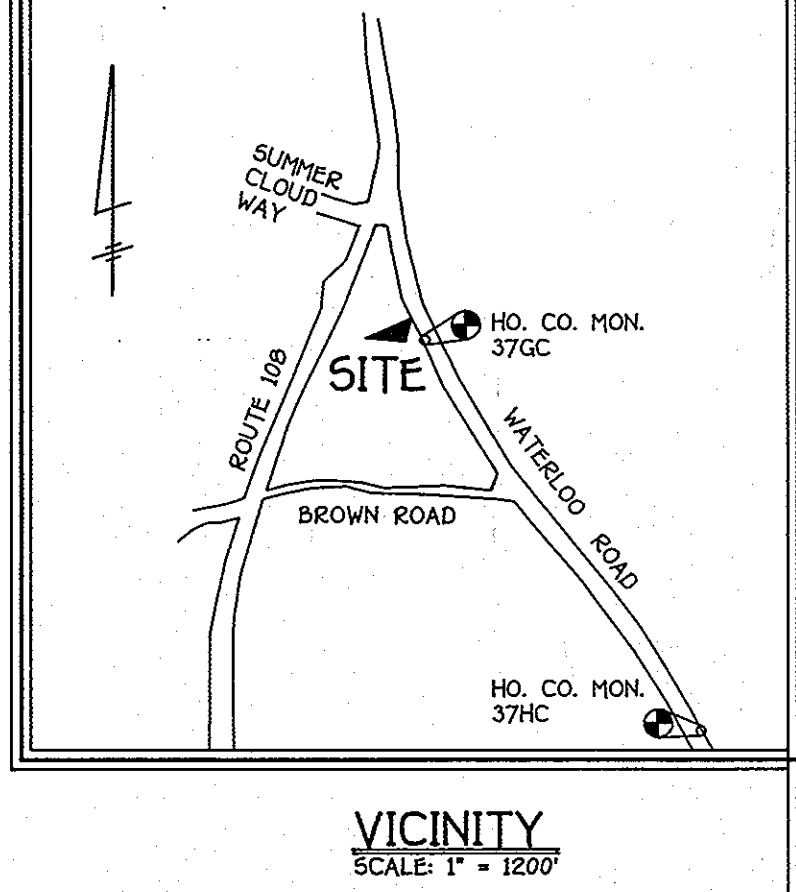 SUMMER
CLOUD
WAY
HO. CO. MON.
37GC
SITE
ROUTE 108
WATERLOO ROAD
BROWN ROAD
HO. CO. MON.
37HC
VICINITY
SCALE: 1" = 1200'